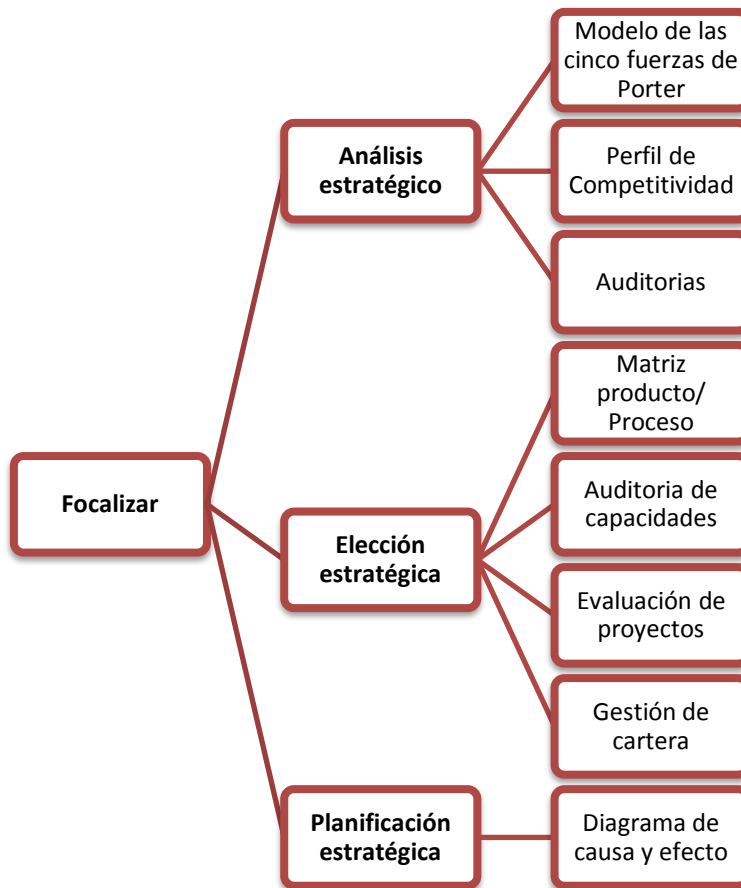 Focalizar
Análisis
estratégico
Modelo de las
cinco fuerzas de
Porter
Perfil de
Competitividad
Auditorias
Elección
estratégica
Matriz
producto/
Proceso
Auditoria de
capacidades
Evaluación de
proyectos
Gestión de
cartera
Planificación
estratégica
Diagrama de
causa y efecto